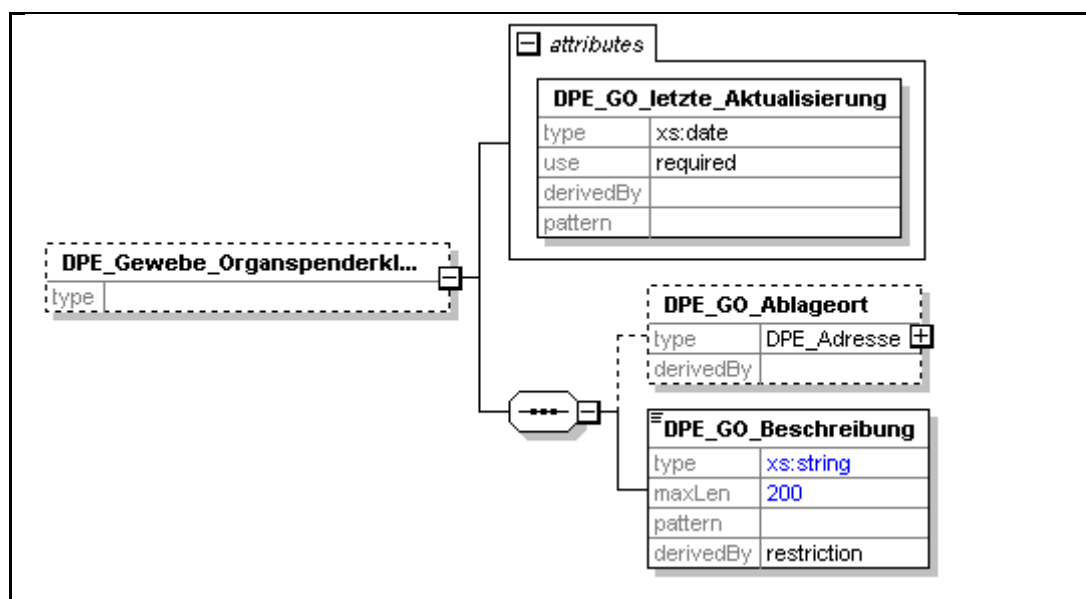 attributes
DPE_GO_letzte_Aktualisierung
type xs:date
use required
derivedBy
pattern
DPE_Gewebe_Organspenderkl...
type
DPE_GO_Ablageort
type DPE_Adresse
derivedBy
DPE_GO_Beschreibung
type xs:string
maxLen 200
pattern
derivedBy restriction